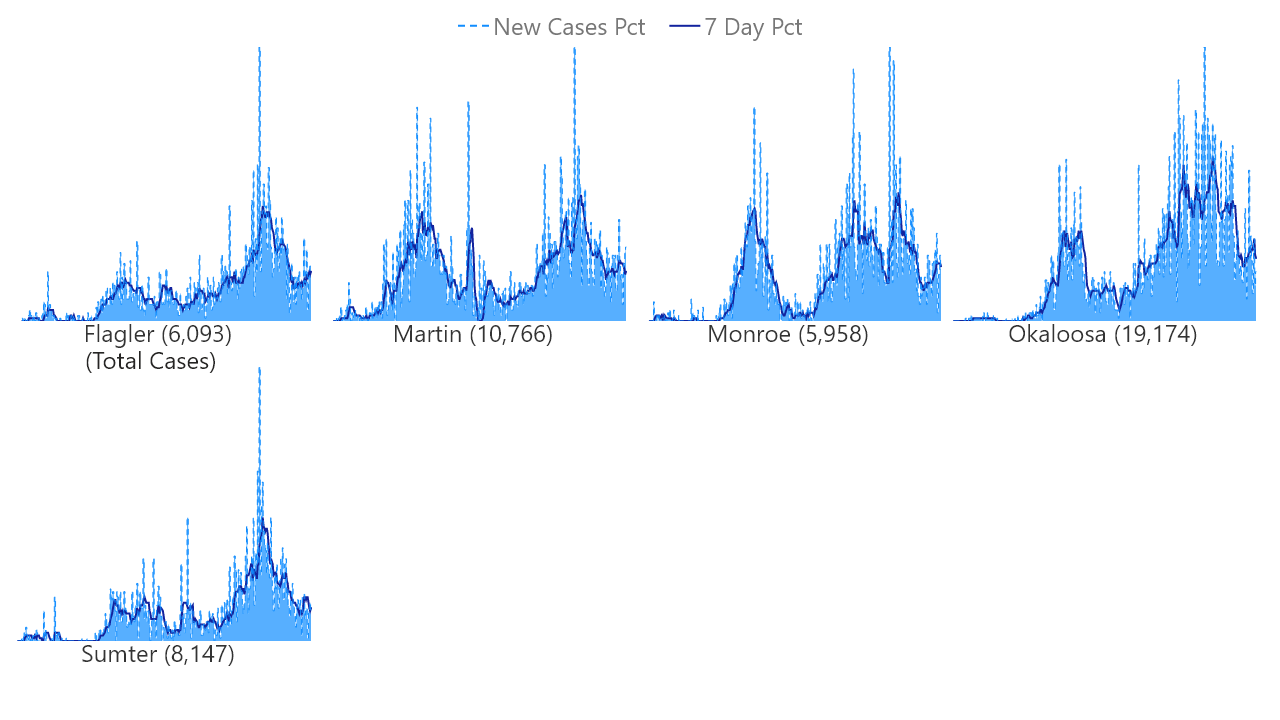 New Cases Pct 7 Day Pct
Flagler (6,093)
(Total Cases)
Martin (10,766)
Monroe (5,958)
Okaloosa (19,174)
Sumter (8,147)